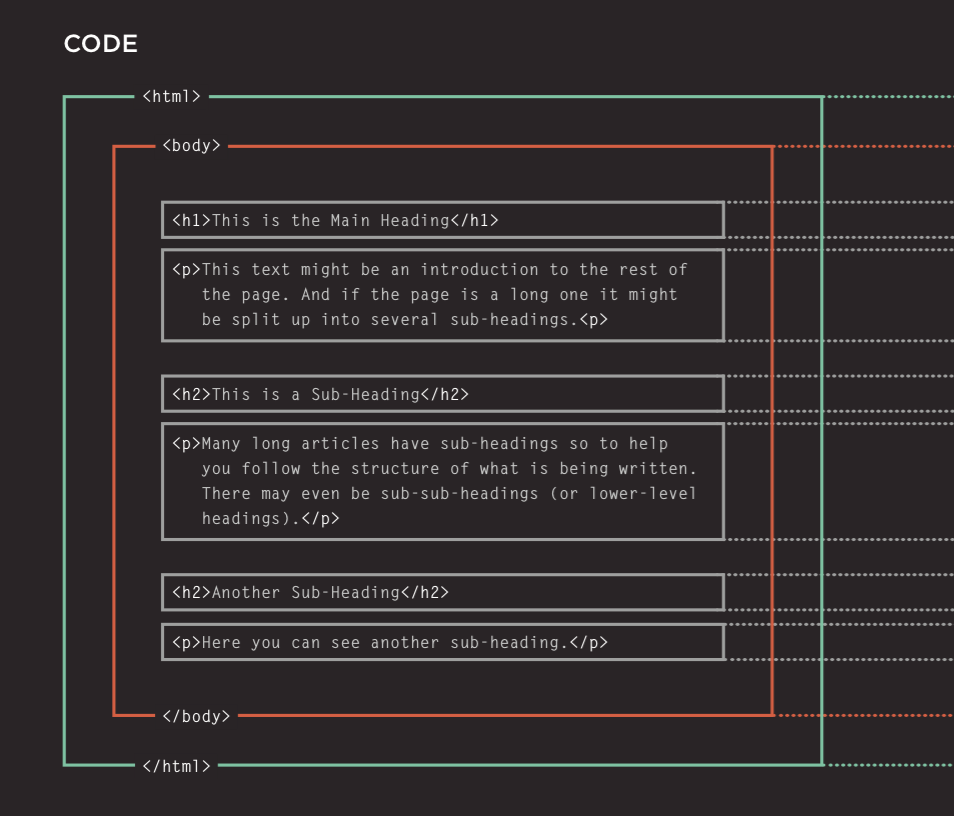 CODE
<html>
<body>
<h1>This is the Main Heading</h1>
<p>This text might be an introduction to the rest of
the page. And if the page is a long one it might
be split up into several sub-headings.<p>
<h2>This is a Sub-Heading</h2>
<p>Many long articles have sub-headings so to help
you follow the structure of what is being written.
There may even be sub-sub-headings (or lower-level
headings).</p>
<h2>Another Sub-Heading</h2>
<p>Here you can see another sub-heading.</p>
</body>
</html>